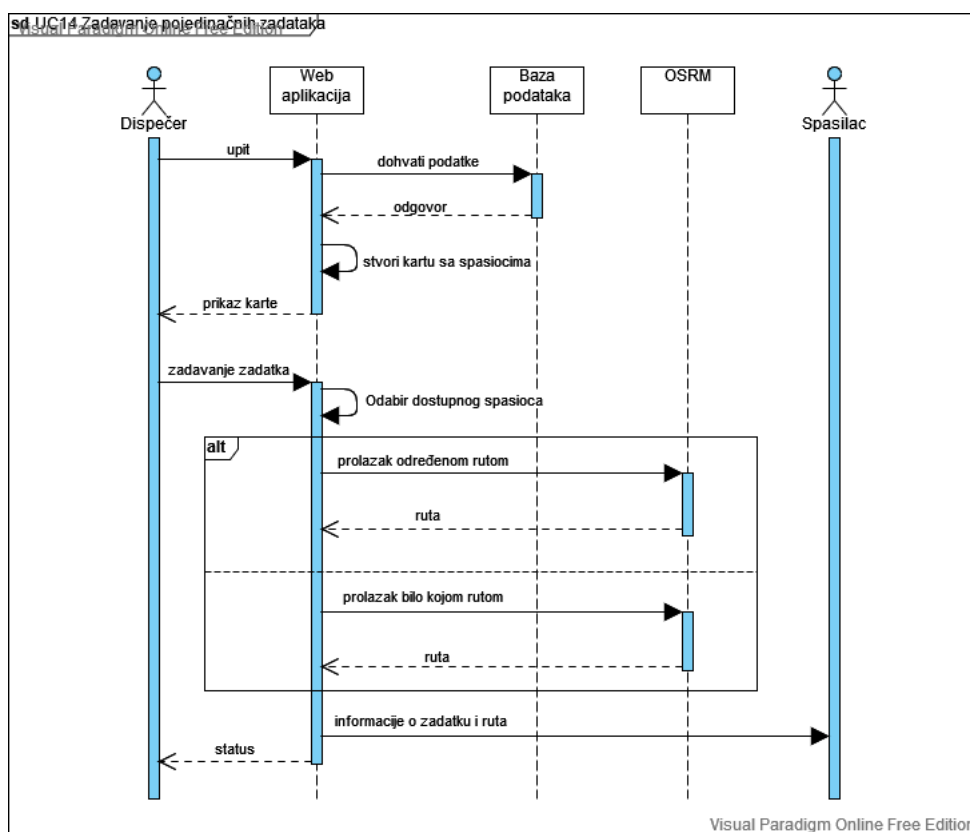 sd UC14 Zadavanje pojedinačnih zadataka
Visual Paradigm Online Free Edition
Dispečer
Web
aplikacija
Baza
podataka
OSRM
Spasilac
upit
dohvati podatke
odgovor
stvori kartu sa spasiocima
prikaz karte
zadavanje zadatka
Odabir dostupnog spasioca
alt
prolazak određenom rutom
ruta
prolazak bilo kojom rutom
ruta
informacije o zadatku i ruta
status
Visual Paradigm Online Free Edition